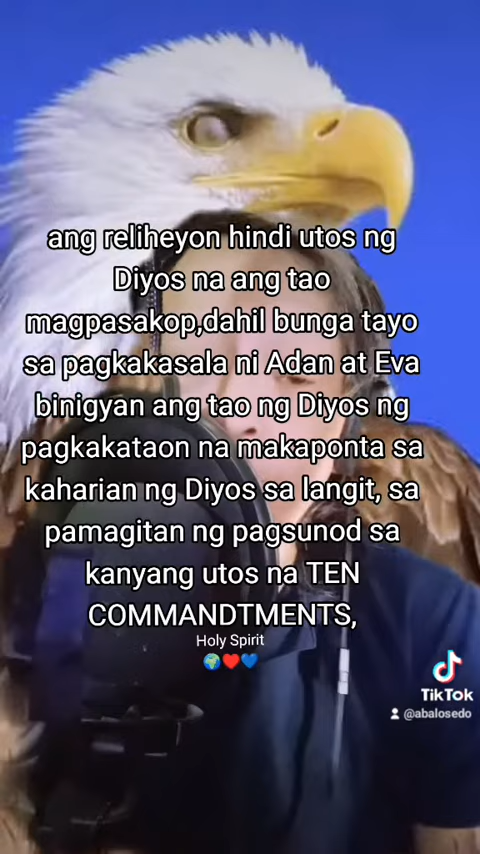 ang reliheyon hindi utos ng
Diyos na ang tao
magpasakop,dahil bunga tayo
sa pagkakasala ni Adan at Eva
binigyan ang tao ng Diyos ng
pagkakataon na makaponta sa
kaharian ng Diyos sa langit, sa
pamagitan ng pagsunod sa
kanyang utos na TEN
COMMANDTMENTS,
Holy Spirit
🌍❤️💙
TikTok
@abalosedo